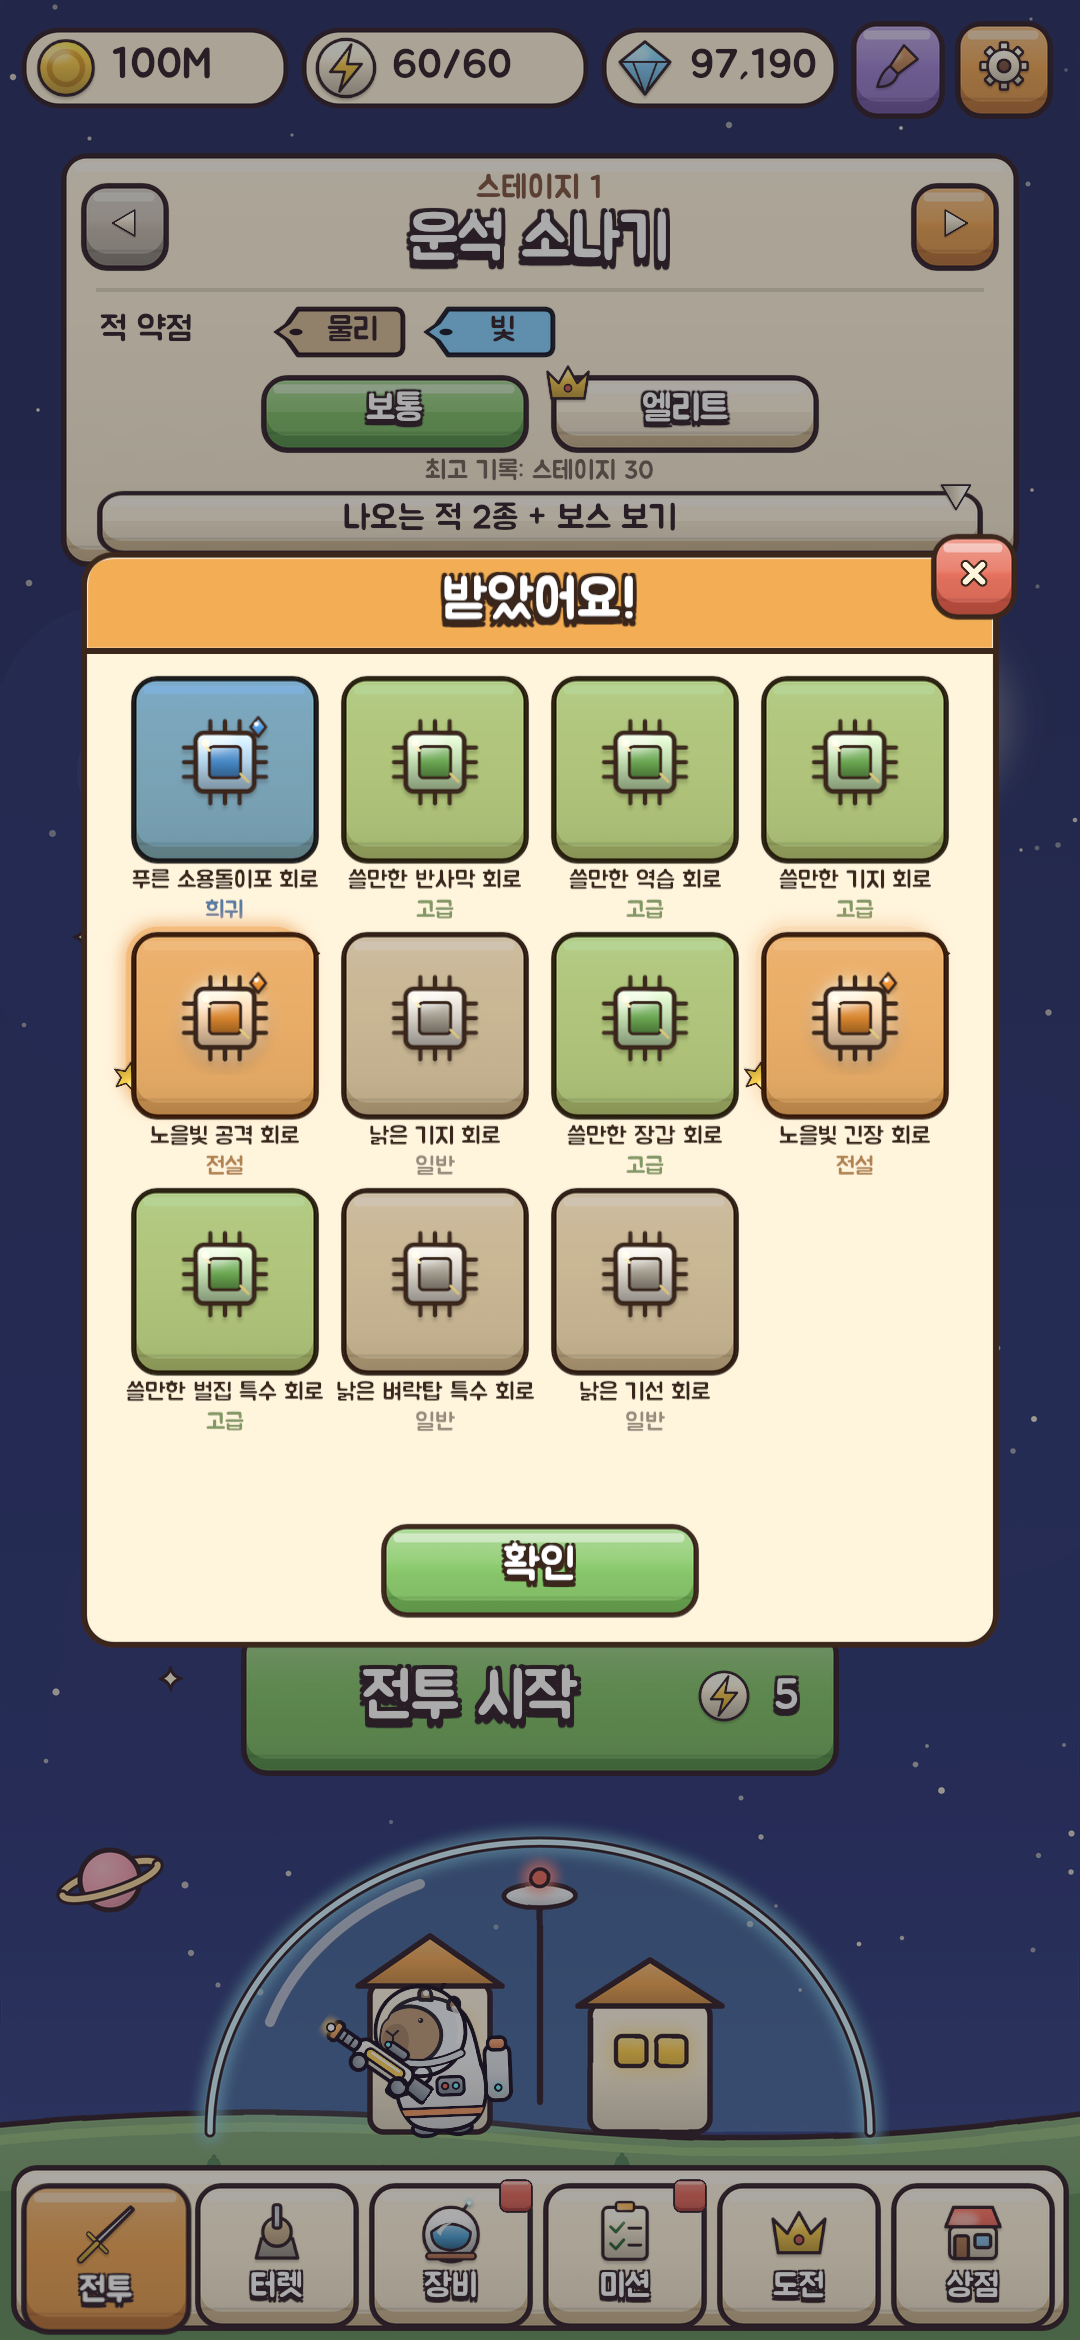 100M
60/60
97,190
스테이지 1
운석 소나기
적 약점
물리
빛
보통
엘리트
최고 기록: 스테이지 30
나오는 적 2종 + 보스 보기
받았어요!
푸른 소용돌이포 회로
희귀
쓸만한 반사막 회로
고급
쓸만한 역습 회로
고급
쓸만한 기지 회로
고급
노을빛 공격 회로
전설
낡은 기지 회로
일반
쓸만한 장갑 회로
고급
노을빛 긴장 회로
전설
쓸만한 벌집 특수 회로
고급
낡은 벼락탑 특수 회로
일반
낡은 기선 회로
일반
확인
전투 시작
5
전투
터렛
장비
미션
도전
상점